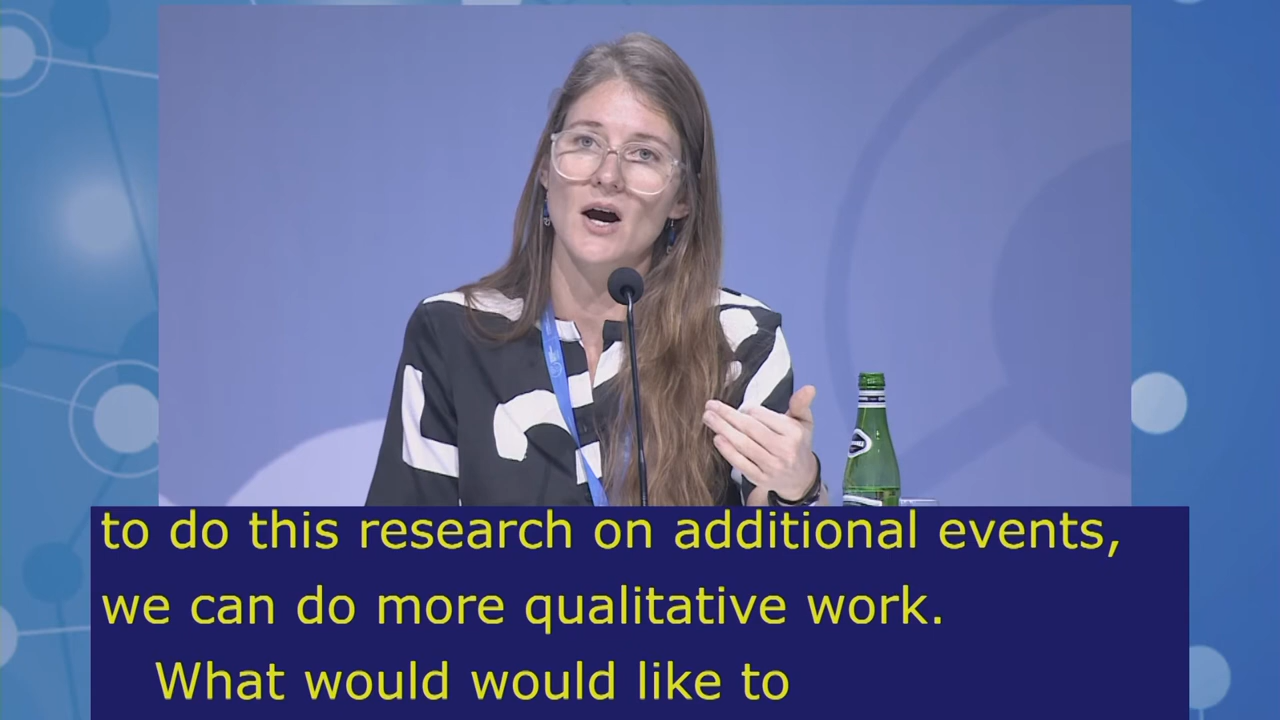 to do this research on additional events,
we can do more qualitative work.
What would would like to